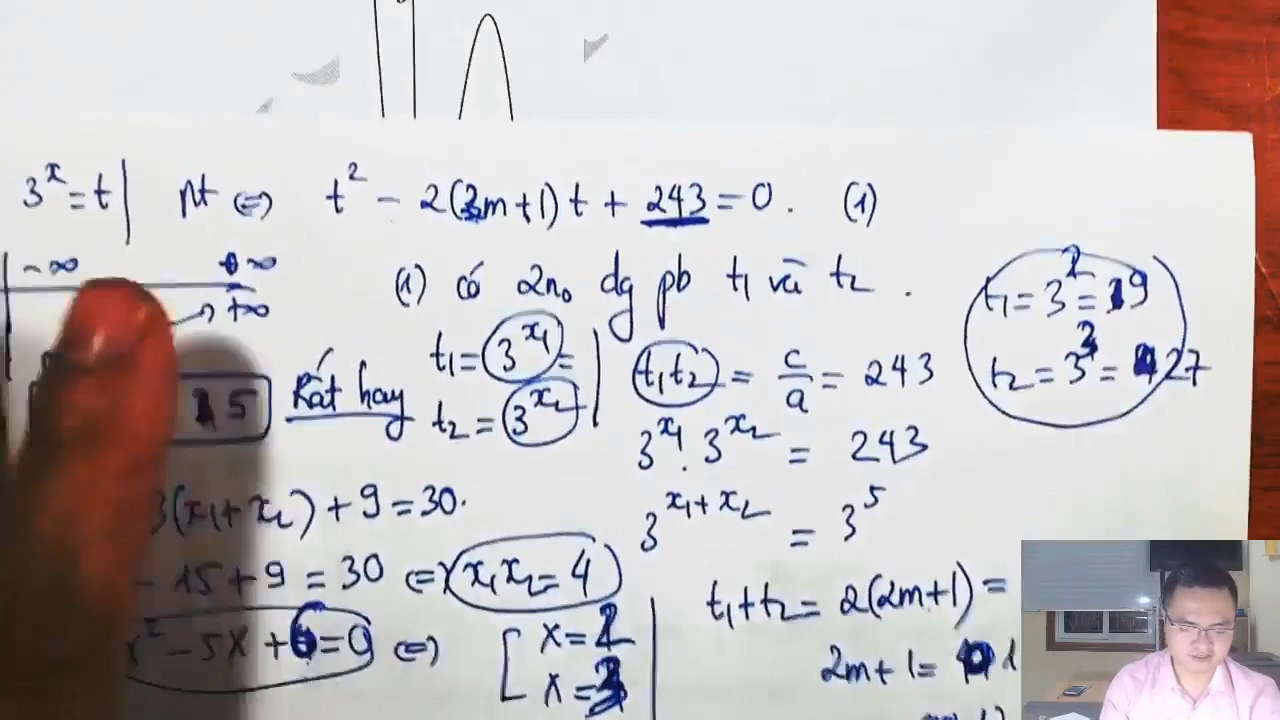 3^x = t | pt ⇔ t² - 2(2m+1)t + 243 = 0. (1)
-∞ +∞
+∞
(1) có 2n₀ dg pb t₁ và t₂.
t₁ = 3² = 9
t₂ = 3³ = 27
15 Rất hay
t₁ = 3^x₁ =
t₂ = 3^x₂
t₁t₂ = c/a = 243
3^x₁ . 3^x₂ = 243
3^x₁+x₂ = 3⁵
3(x₁+x₂) + 9 = 30.
- 15 + 9 = 30 ⇔ x₁x₂ = 4
x² - 5x + 6 = 0 ⇔ [ x = 2
x = 3
t₁+t₂ = 2(2m+1) =
2m+1 =